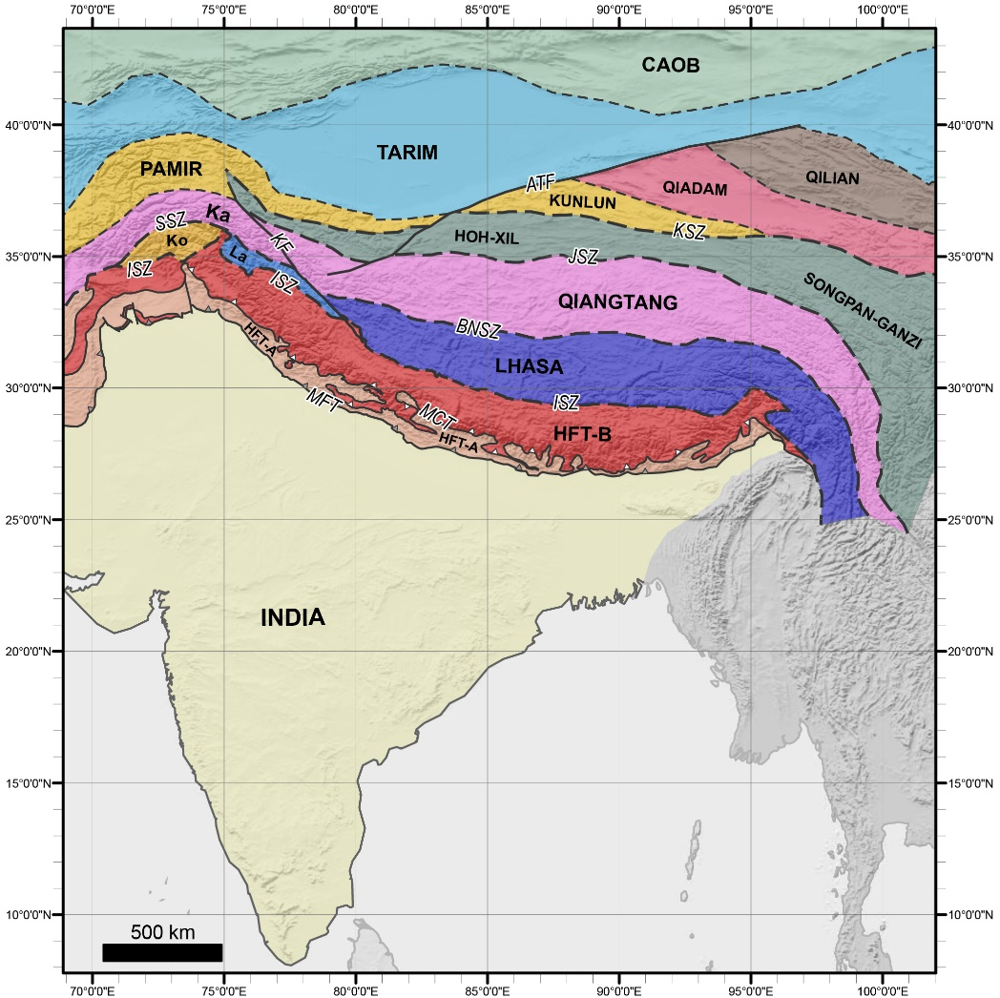 70°0'0"E 75°0'0"E 80°0'0"E 85°0'0"E 90°0'0"E 95°0'0"E 100°0'0"E
CAOB
40°0'0"N 40°0'0"N
TARIM
PAMIR
ATF
QIADAM
QILIAN
KUNLUN
Ka
SSZ
KSZ
Ko
KF
HOH-XIL
La
35°0'0"N 35°0'0"N
JSZ
ISZ
ISZ
SONGPAN-GANZI
QIANGTANG
BNSZ
HFT-A
LHASA
30°0'0"N 30°0'0"N
MFT
ISZ
MCT
HFT-B
HFT-A
25°0'0"N 25°0'0"N
INDIA
20°0'0"N 20°0'0"N
15°0'0"N 15°0'0"N
10°0'0"N 10°0'0"N
500 km
70°0'0"E 75°0'0"E 80°0'0"E 85°0'0"E 90°0'0"E 95°0'0"E 100°0'0"E